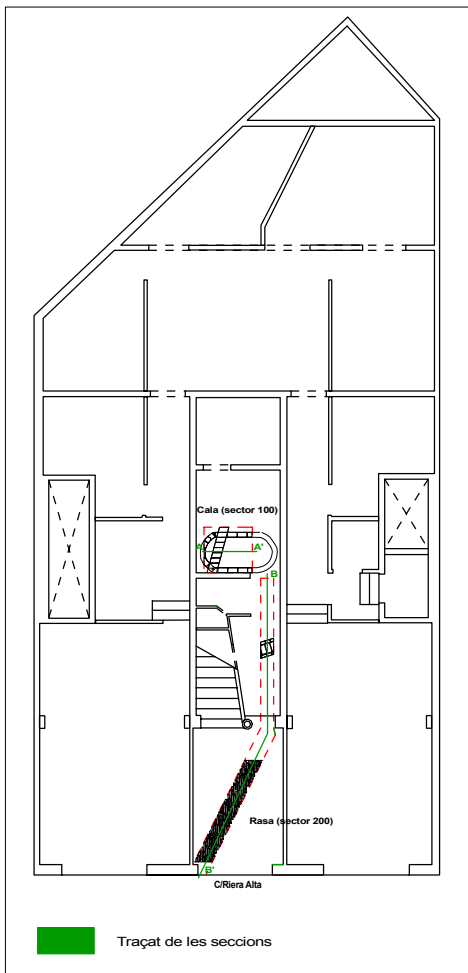 Cala (sector 100)
A A'
B
Rasa (sector 200)
B'
C/Riera Alta
Traçat de les seccions